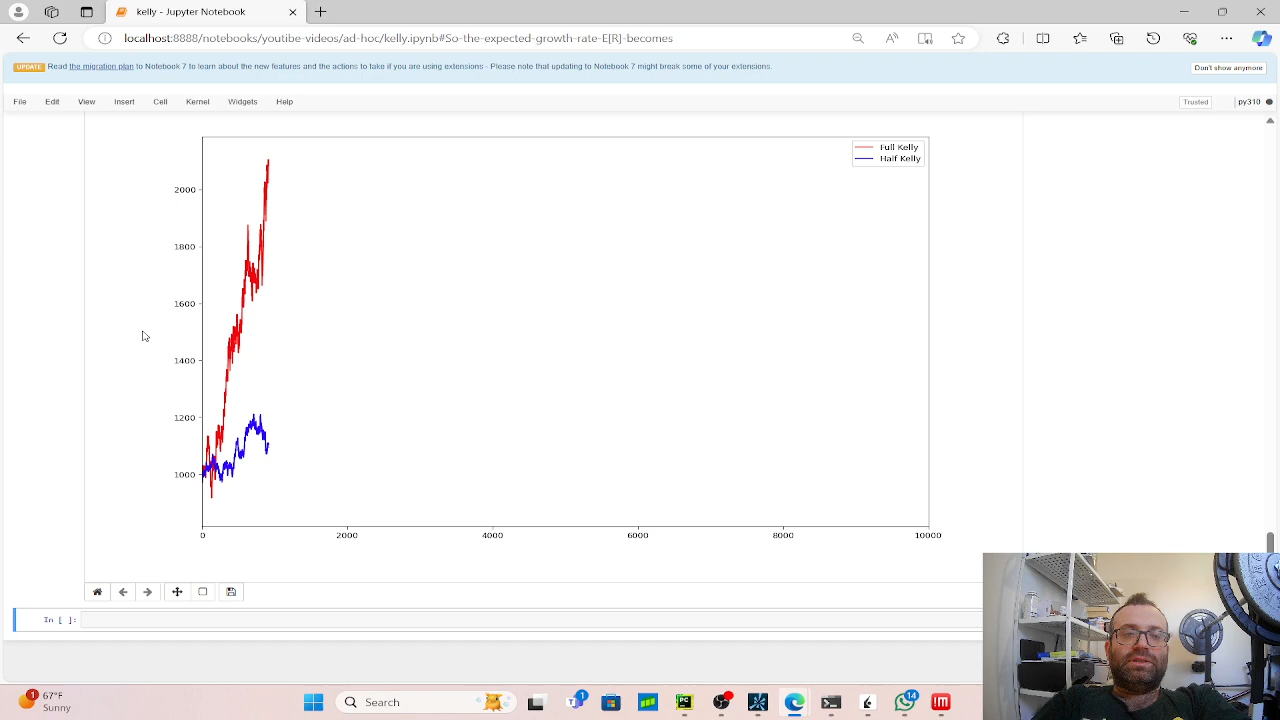 kelly - Jupyter Notebook
localhost:8888/notebooks/youtibe-videos/ad-hoc/kelly.ipynb#So-the-expected-growth-rate-E[R]-becomes
UPDATE Read the migration plan to Notebook 7 to learn about the new features and the actions to take if you are using extensions - Please note that updating to Notebook 7 might break some of your extensions.
Don't show anymore
File Edit View Insert Cell Kernel Widgets Help
Trusted
py310
Full Kelly
Half Kelly
2000
1800
1600
1400
1200
1000
0 2000 4000 6000 8000 10000
In [ ]:
1
67°F
Sunny
Search
1
14